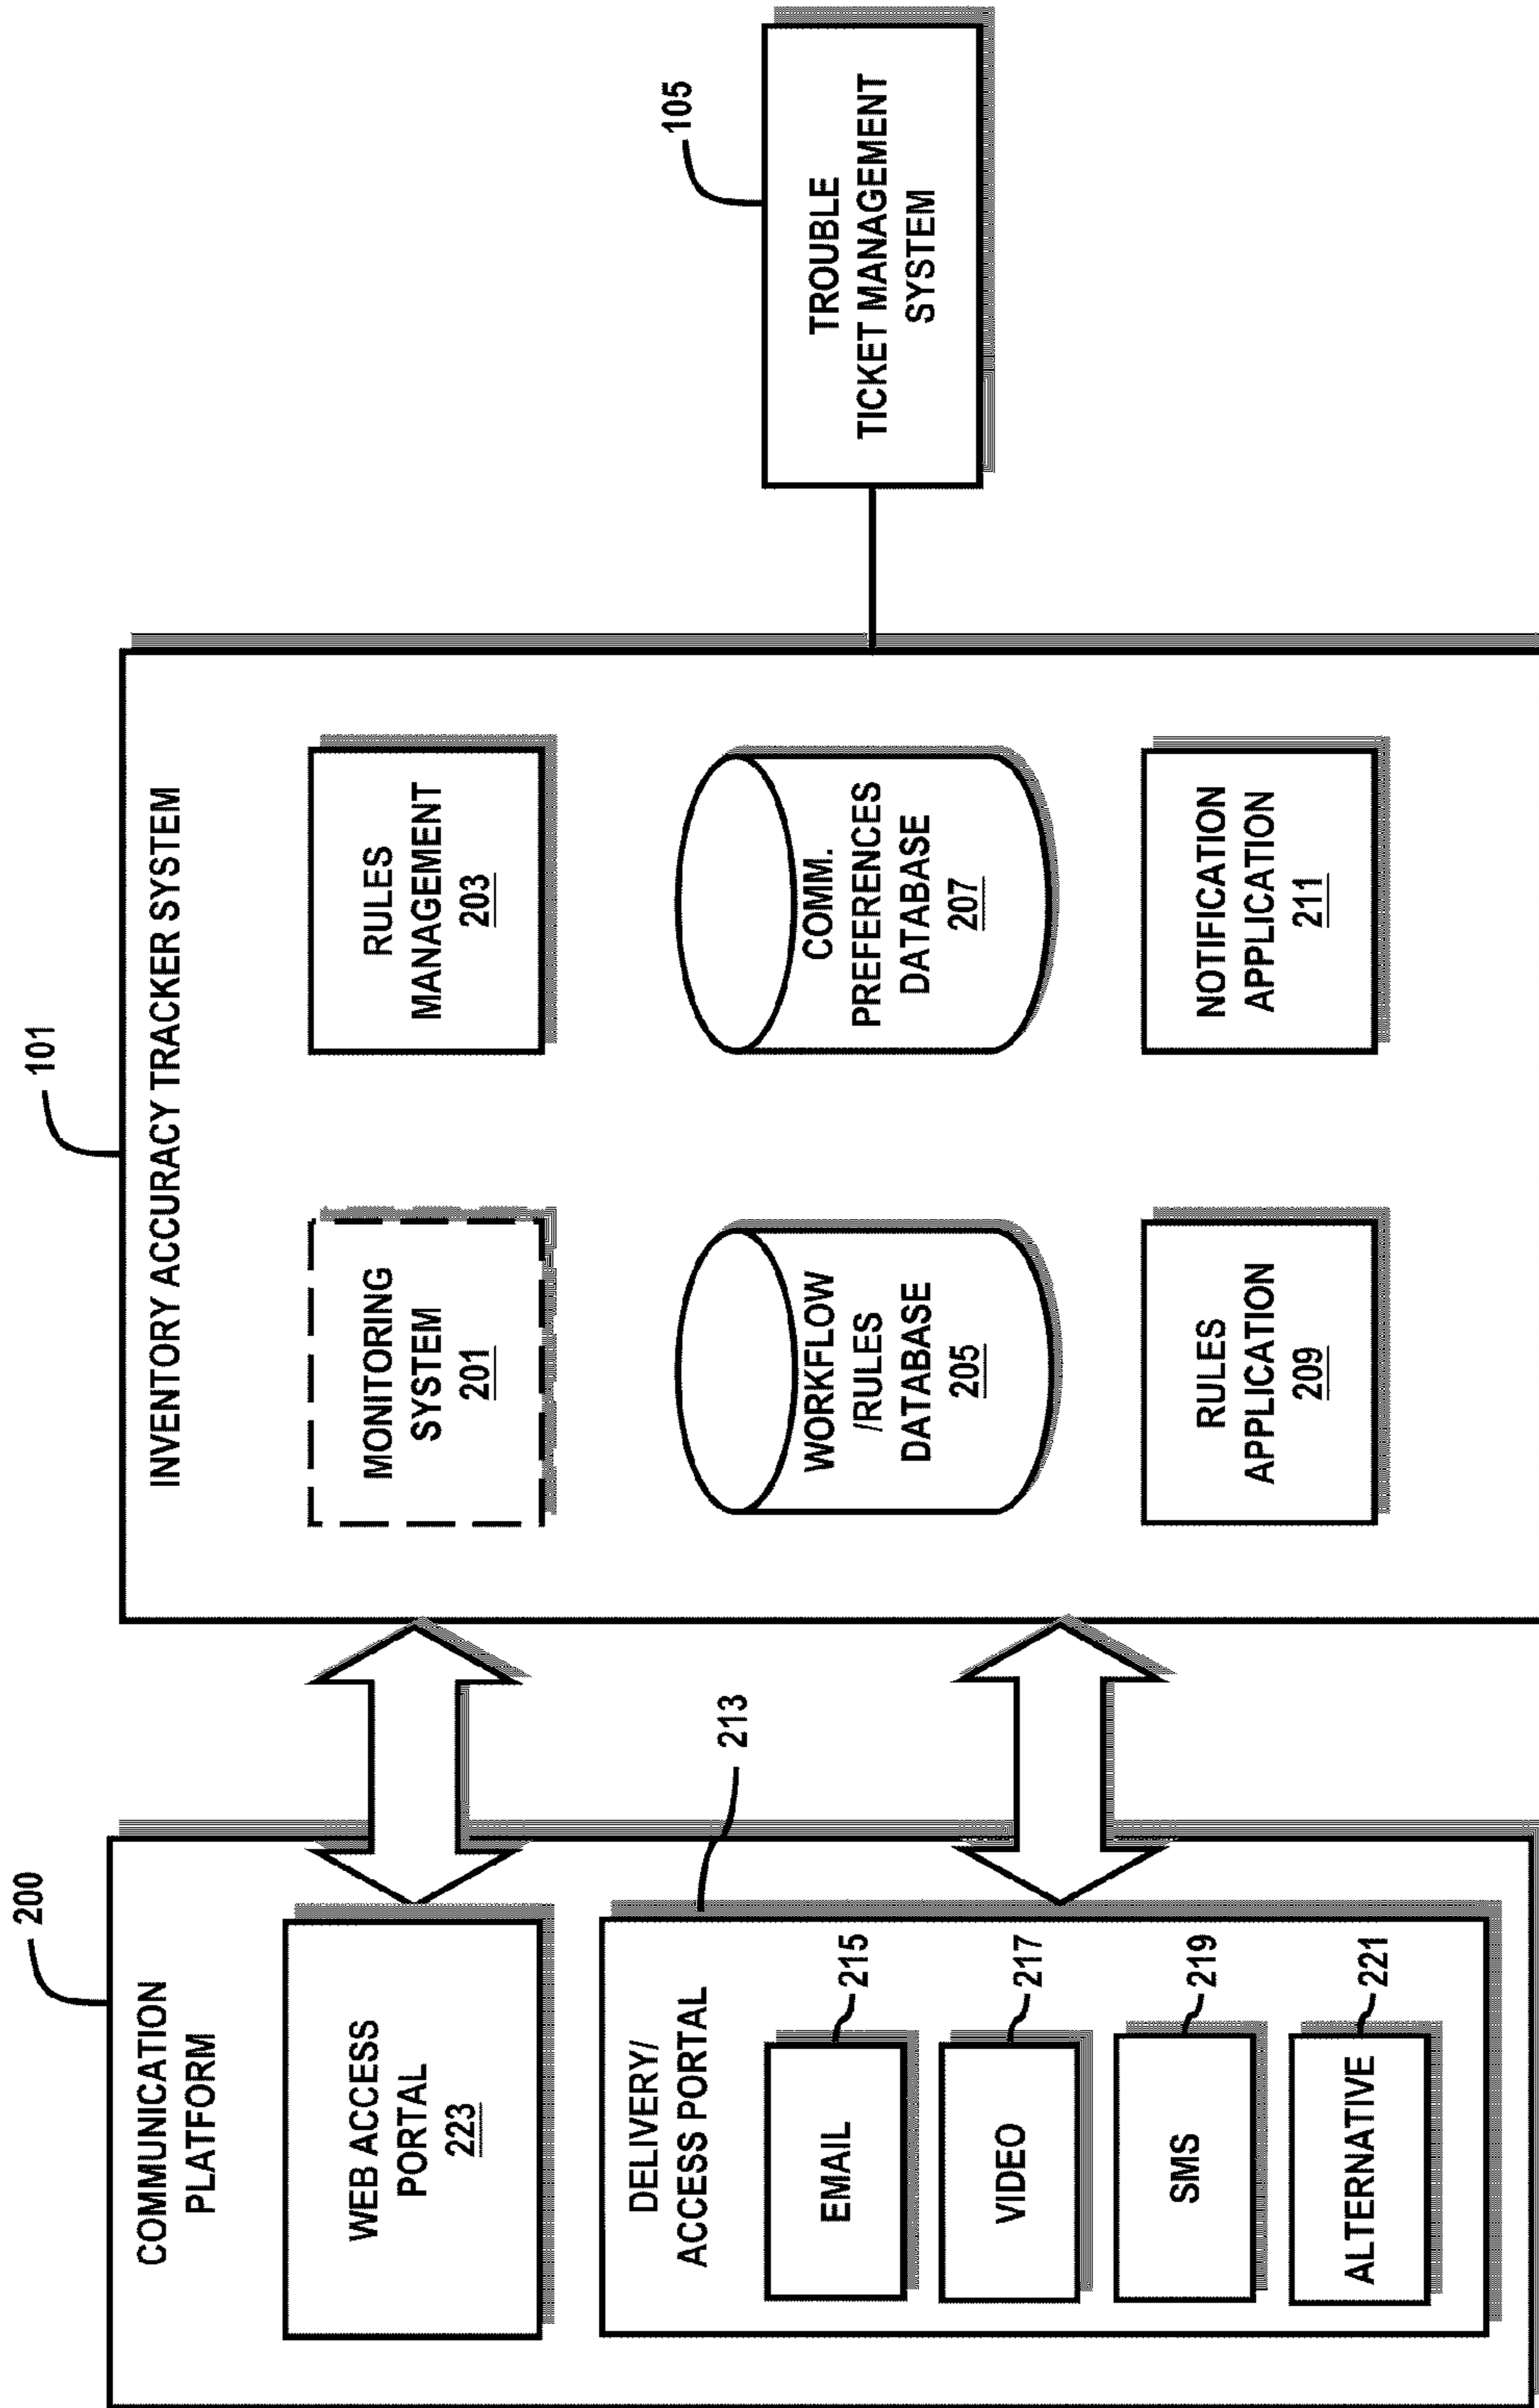 200
COMMUNICATION
PLATFORM
WEB ACCESS
PORTAL
223
213
DELIVERY/
ACCESS PORTAL
EMAIL
215
VIDEO
217
SMS
219
ALTERNATIVE
221
101
INVENTORY ACCURACY TRACKER SYSTEM
MONITORING
SYSTEM
201
RULES
MANAGEMENT
203
WORKFLOW
/RULES
DATABASE
205
COMM.
PREFERENCES
DATABASE
207
RULES
APPLICATION
209
NOTIFICATION
APPLICATION
211
105
TROUBLE
TICKET MANAGEMENT
SYSTEM